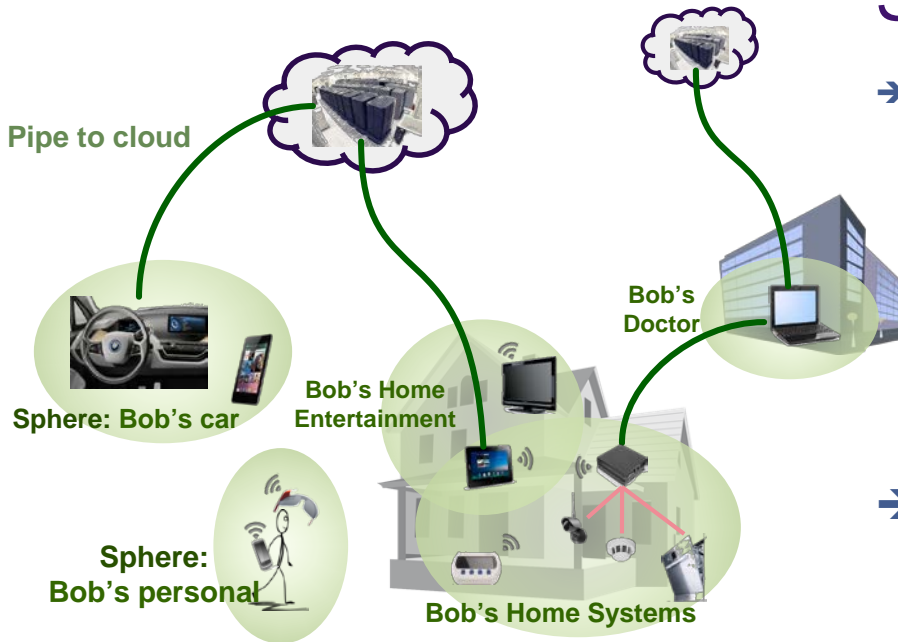 Pipe to cloud
Bob's
Doctor
Bob's Home
Entertainment
Sphere: Bob's car
Sphere:
Bob's personal
Bob's Home Systems